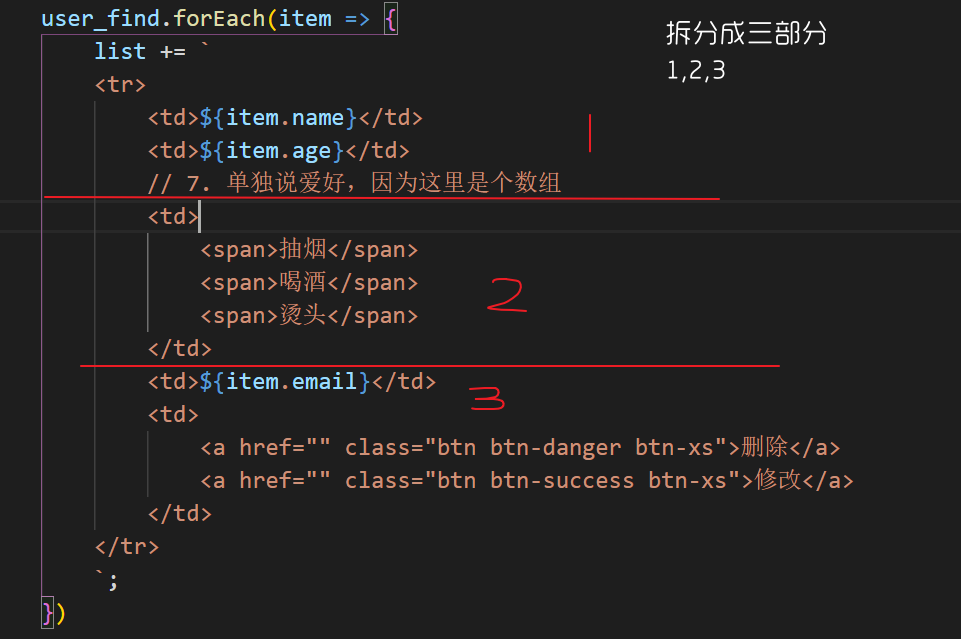 user_find.forEach(item => {
拆分成三部分
1,2,3
list += `
<tr>
<td>${item.name}</td>
1
<td>${item.age}</td>
// 7. 单独说爱好，因为这里是个数组
<td>
<span>抽烟</span>
<span>喝酒</span>
2
<span>烫头</span>
</td>
<td>${item.email}</td>
3
<td>
<a href="" class="btn btn-danger btn-xs">删除</a>
<a href="" class="btn btn-success btn-xs">修改</a>
</td>
</tr>
`;
})